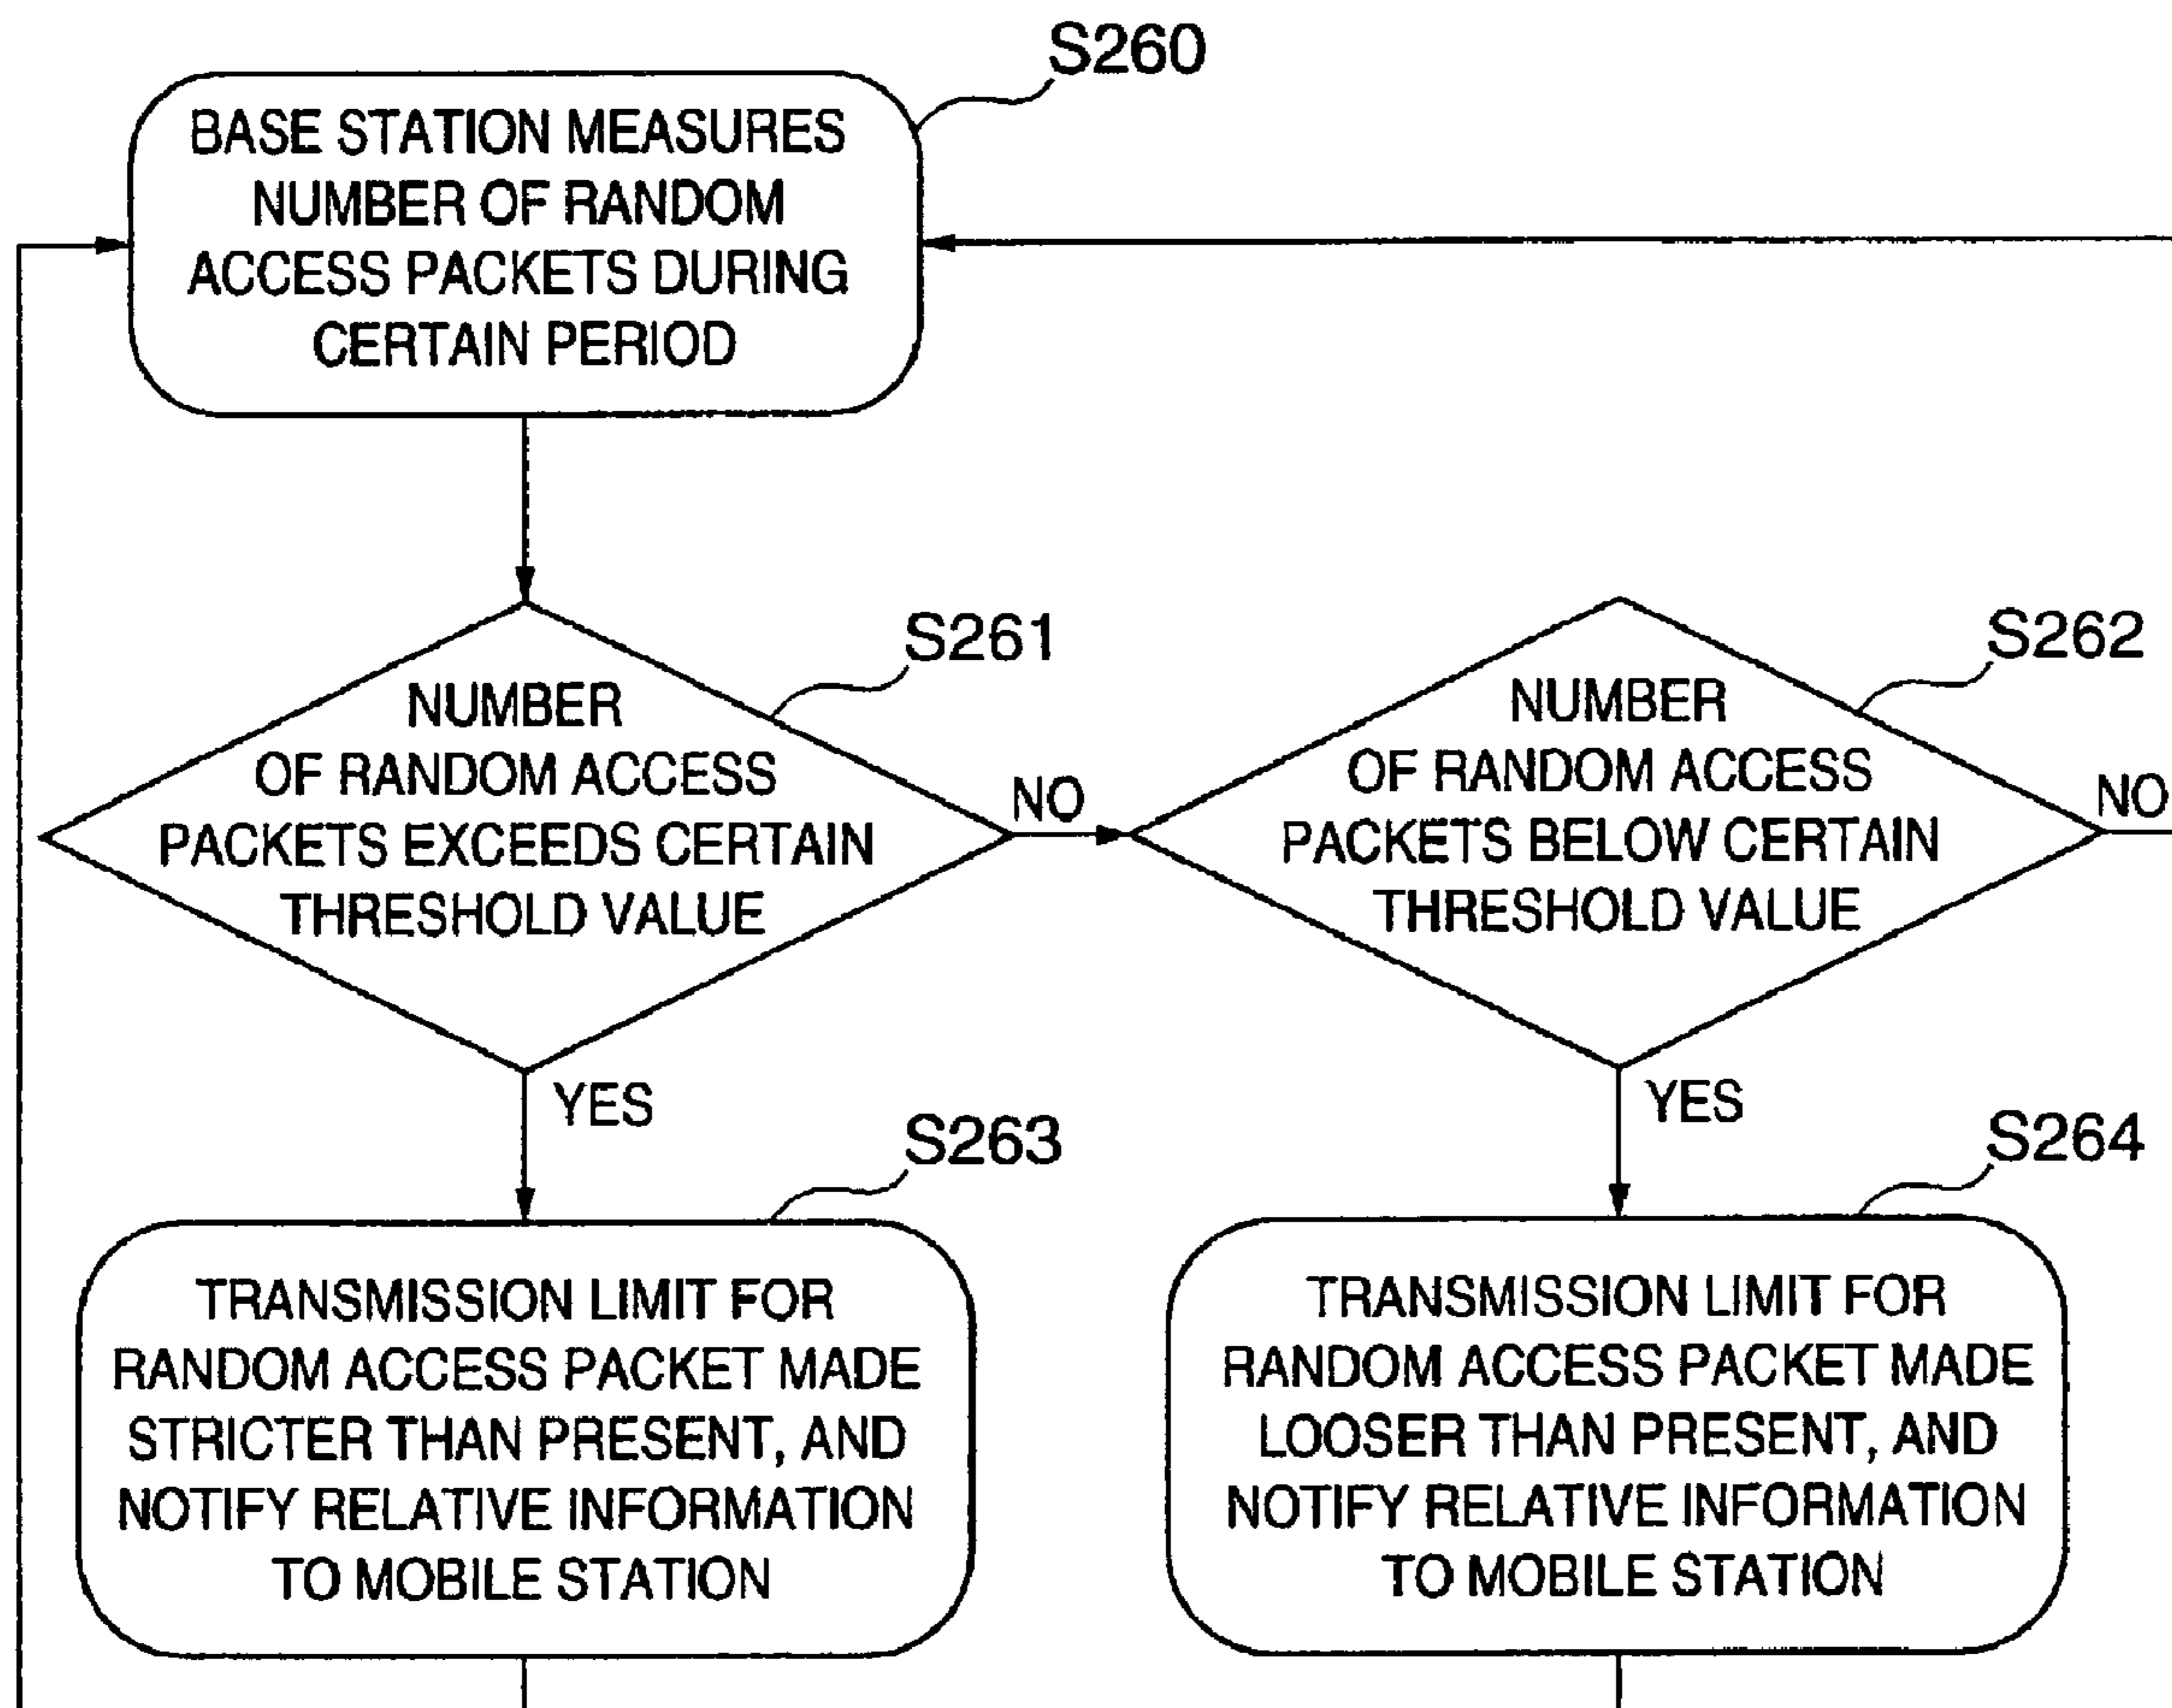 S260
BASE STATION MEASURES
NUMBER OF RANDOM
ACCESS PACKETS DURING
CERTAIN PERIOD
S261
NUMBER
OF RANDOM ACCESS
PACKETS EXCEEDS CERTAIN
THRESHOLD VALUE
NO
S262
NUMBER
OF RANDOM ACCESS
PACKETS BELOW CERTAIN
THRESHOLD VALUE
NO
YES
YES
S263
TRANSMISSION LIMIT FOR
RANDOM ACCESS PACKET MADE
STRICTER THAN PRESENT, AND
NOTIFY RELATIVE INFORMATION
TO MOBILE STATION
S264
TRANSMISSION LIMIT FOR
RANDOM ACCESS PACKET MADE
LOOSER THAN PRESENT, AND
NOTIFY RELATIVE INFORMATION
TO MOBILE STATION